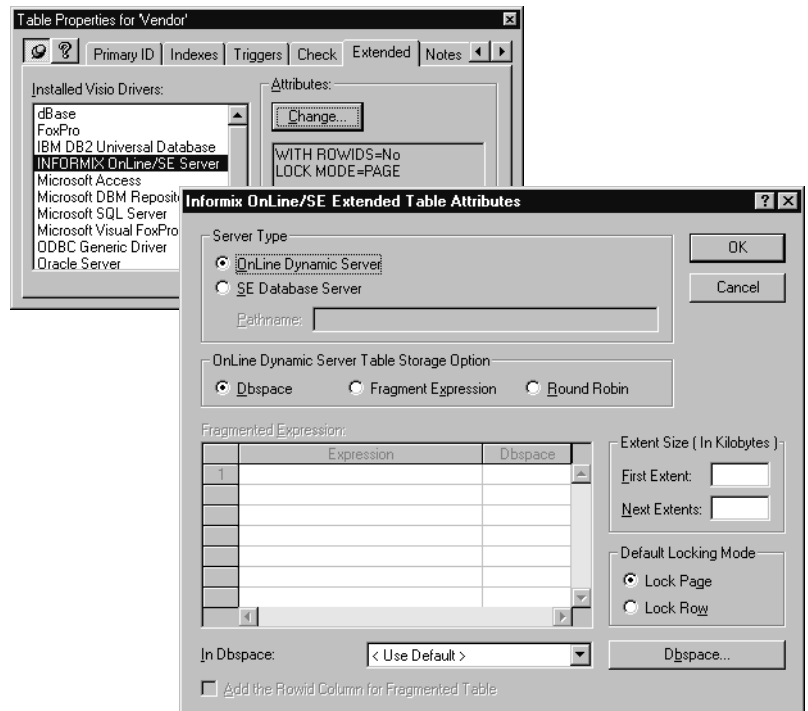 Table Properties for 'Vendor'
Primary ID Indexes Triggers Check Extended Notes
Installed Visio Drivers:
dBase
FoxPro
IBM DB2 Universal Database
INFORMIX OnLine/SE Server
Microsoft Access
Microsoft DBM Reposit
Microsoft SQL Server
Microsoft Visual FoxPro
ODBC Generic Driver
Oracle Server
Attributes:
Change...
WITH ROWIDS=No
LOCK MODE=PAGE
Informix OnLine/SE Extended Table Attributes
Server Type
OnLine Dynamic Server
SE Database Server
Pathname:
OK
Cancel
OnLine Dynamic Server Table Storage Option
Dbspace Fragment Expression Round Robin
Fragmented Expression:
Expression Dbspace
1
Extent Size ( In Kilobytes )
First Extent:
Next Extents:
Default Locking Mode
Lock Page
Lock Row
In Dbspace: < Use Default > Dbspace...
Add the Rowid Column for Fragmented Table